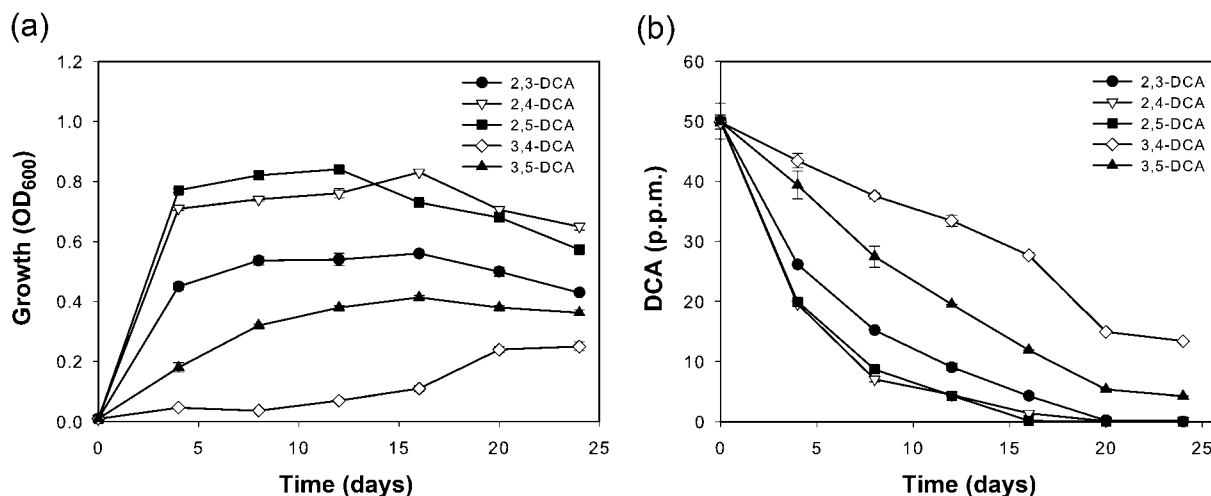 (a)
1.2
1.0
0.8
0.6
0.4
0.2
0.0
Growth (OD600)
0 5 10 15 20 25
Time (days)
2,3-DCA
2,4-DCA
2,5-DCA
3,4-DCA
3,5-DCA
(b)
60
50
40
30
20
10
0
DCA (p.p.m.)
0 5 10 15 20 25
Time (days)
2,3-DCA
2,4-DCA
2,5-DCA
3,4-DCA
3,5-DCA